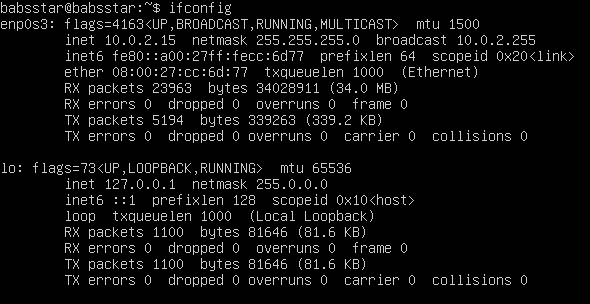 babsstar@babsstar:~$ ifconfig
enp0s3: flags=4163<UP,BROADCAST,RUNNING,MULTICAST>  mtu 1500
        inet 10.0.2.15  netmask 255.255.255.0  broadcast 10.0.2.255
        inet6 fe80::a00:27ff:fecc:6d77  prefixlen 64  scopeid 0x20<link>
        ether 08:00:27:cc:6d:77  txqueuelen 1000  (Ethernet)
        RX packets 23963  bytes 34028911 (34.0 MB)
        RX errors 0  dropped 0  overruns 0  frame 0
        TX packets 5194  bytes 339263 (339.2 KB)
        TX errors 0  dropped 0 overruns 0  carrier 0  collisions 0
lo: flags=73<UP,LOOPBACK,RUNNING>  mtu 65536
        inet 127.0.0.1  netmask 255.0.0.0
        inet6 ::1  prefixlen 128  scopeid 0x10<host>
        loop  txqueuelen 1000  (Local Loopback)
        RX packets 1100  bytes 81646 (81.6 KB)
        RX errors 0  dropped 0  overruns 0  frame 0
        TX packets 1100  bytes 81646 (81.6 KB)
        TX errors 0  dropped 0 overruns 0  carrier 0  collisions 0